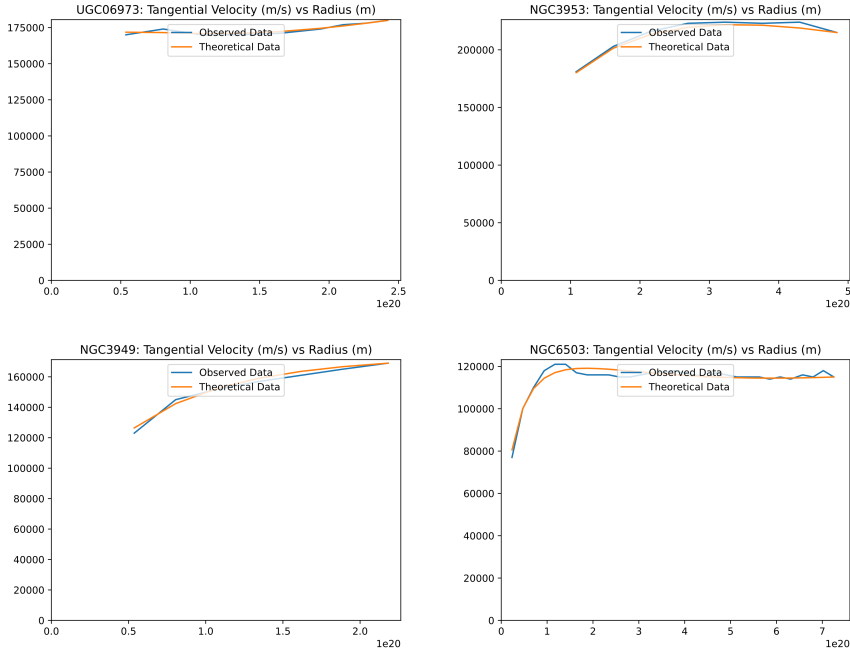 UGC06973: Tangential Velocity (m/s) vs Radius (m)
175000
150000
125000
100000
75000
50000
25000
0
Observed Data
Theoretical Data
0.0 0.5 1.0 1.5 2.0 2.5
1e20
NGC3953: Tangential Velocity (m/s) vs Radius (m)
200000
150000
100000
50000
0
Observed Data
Theoretical Data
0 1 2 3 4 5
1e20
NGC3949: Tangential Velocity (m/s) vs Radius (m)
160000
140000
120000
100000
80000
60000
40000
20000
0
Observed Data
Theoretical Data
0.0 0.5 1.0 1.5 2.0
1e20
NGC6503: Tangential Velocity (m/s) vs Radius (m)
120000
100000
80000
60000
40000
20000
0
Observed Data
Theoretical Data
0 1 2 3 4 5 6 7
1e20